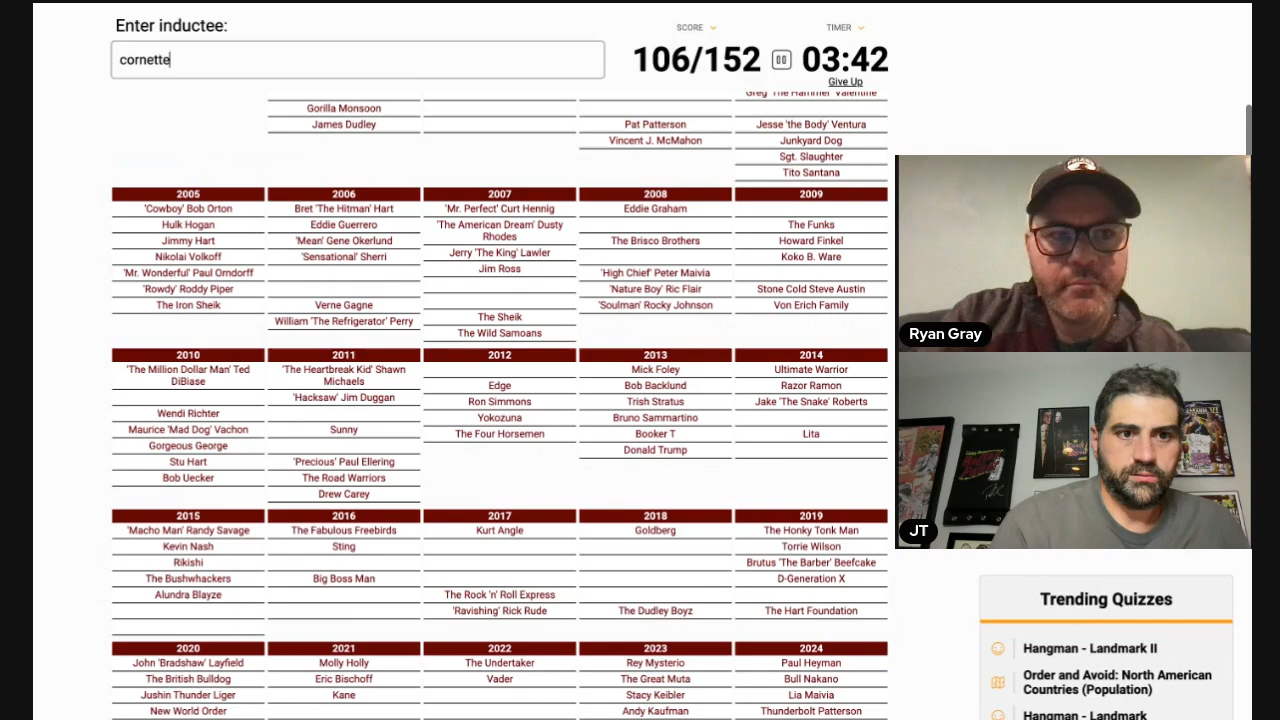 Enter inductee:
SCORE
TIMER
cornette
106/152
03:42
Give Up
Greg 'The Hammer' Valentine
Gorilla Monsoon
James Dudley
Pat Patterson
Jesse 'the Body' Ventura
Vincent J. McMahon
Junkyard Dog
Sgt. Slaughter
Tito Santana
2005
2006
2007
2008
2009
'Cowboy' Bob Orton
Bret 'The Hitman' Hart
'Mr. Perfect' Curt Hennig
Eddie Graham
Hulk Hogan
Eddie Guerrero
'The American Dream' Dusty
Rhodes
The Funks
Jimmy Hart
'Mean' Gene Okerlund
The Brisco Brothers
Howard Finkel
Nikolai Volkoff
'Sensational' Sherri
Jerry 'The King' Lawler
Koko B. Ware
'Mr. Wonderful' Paul Orndorff
Jim Ross
'High Chief' Peter Maivia
'Rowdy' Roddy Piper
'Nature Boy' Ric Flair
Stone Cold Steve Austin
The Iron Sheik
Verne Gagne
'Soulman' Rocky Johnson
Von Erich Family
William 'The Refrigerator' Perry
The Sheik
The Wild Samoans
2010
2011
2012
2013
2014
'The Million Dollar Man' Ted
DiBiase
'The Heartbreak Kid' Shawn
Michaels
Mick Foley
Ultimate Warrior
Edge
Bob Backlund
Razor Ramon
'Hacksaw' Jim Duggan
Ron Simmons
Trish Stratus
Jake 'The Snake' Roberts
Wendi Richter
Yokozuna
Bruno Sammartino
Maurice 'Mad Dog' Vachon
Sunny
The Four Horsemen
Booker T
Lita
Gorgeous George
Donald Trump
Stu Hart
'Precious' Paul Ellering
Bob Uecker
The Road Warriors
Drew Carey
2015
2016
2017
2018
2019
'Macho Man' Randy Savage
The Fabulous Freebirds
Kurt Angle
Goldberg
The Honky Tonk Man
Kevin Nash
Sting
Torrie Wilson
Rikishi
Brutus 'The Barber' Beefcake
The Bushwhackers
Big Boss Man
D-Generation X
Alundra Blayze
The Rock 'n' Roll Express
'Ravishing' Rick Rude
The Dudley Boyz
The Hart Foundation
2020
2021
2022
2023
2024
John 'Bradshaw' Layfield
Molly Holly
The Undertaker
Rey Mysterio
Paul Heyman
The British Bulldog
Eric Bischoff
Vader
The Great Muta
Bull Nakano
Jushin Thunder Liger
Kane
Stacy Keibler
Lia Maivia
New World Order
Andy Kaufman
Thunderbolt Patterson
Ryan Gray
JT
Trending Quizzes
Hangman - Landmark II
Order and Avoid: North American
Countries (Population)
Hangman - Landmark